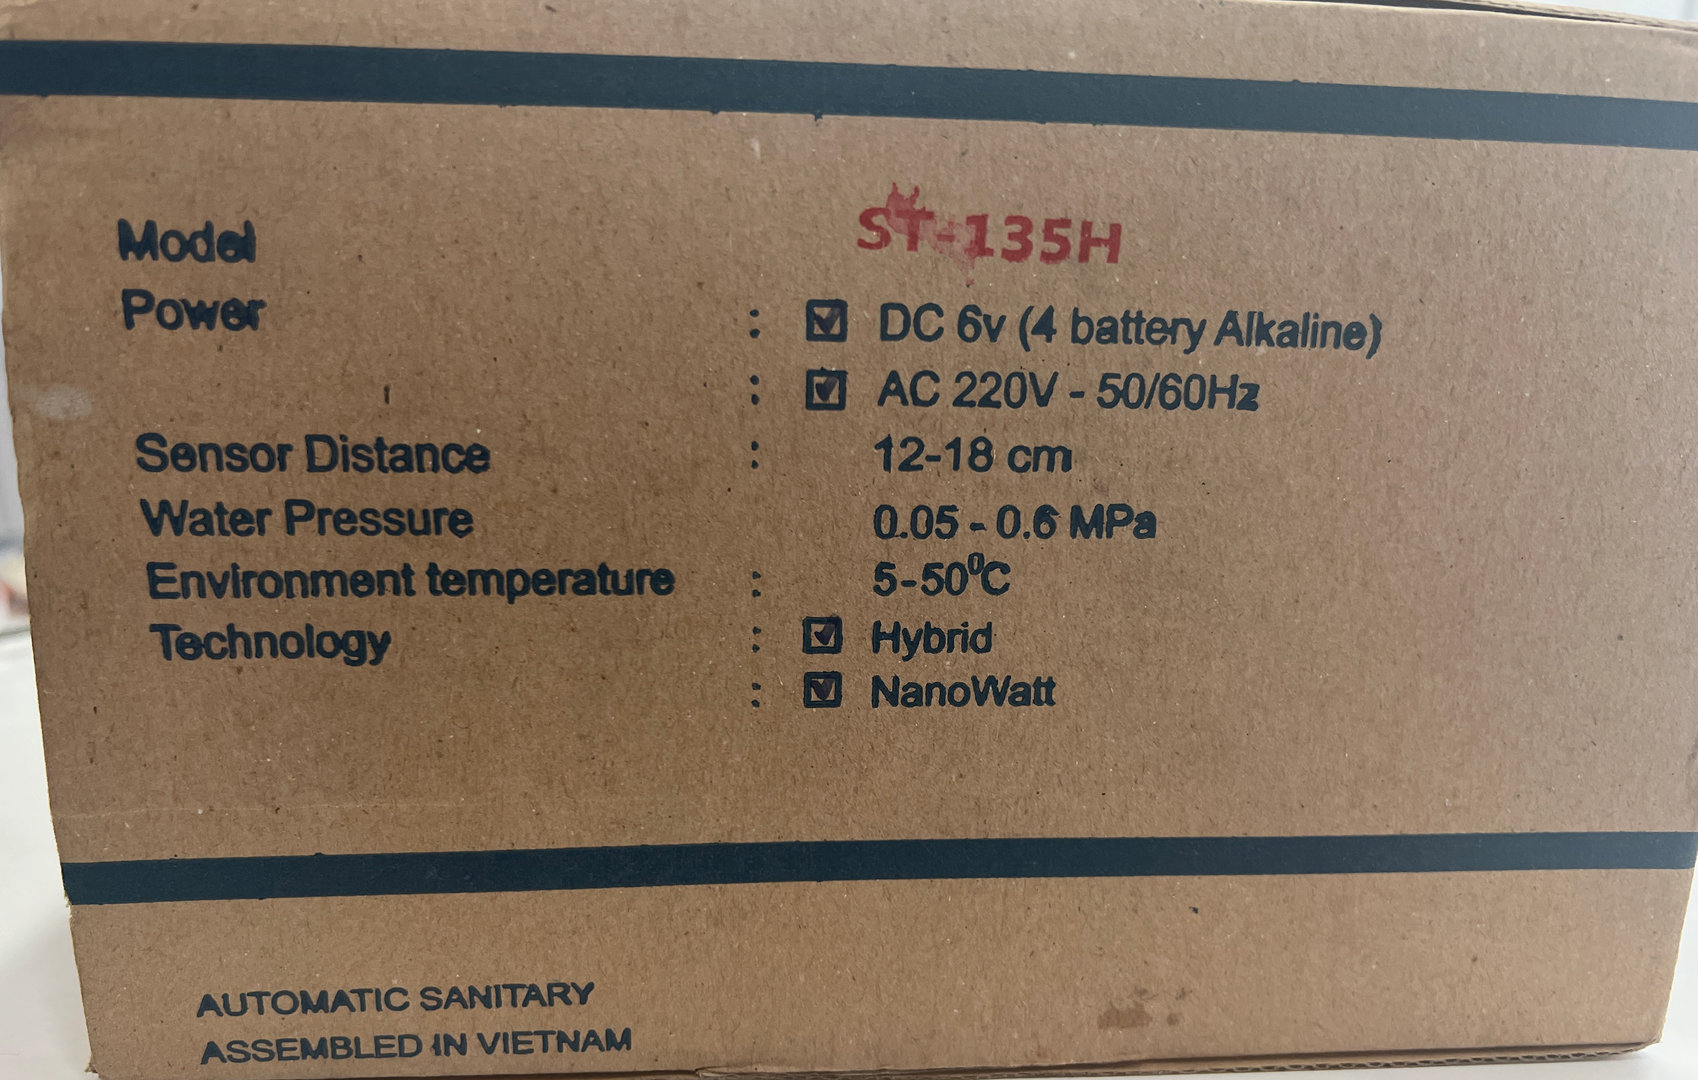 Model ST-135H
Power : ☑ DC 6v (4 battery Alkaline)
: ☑ AC 220V - 50/60Hz
Sensor Distance : 12-18 cm
Water Pressure 0.05 - 0.6 MPa
Environment temperature : 5-50⁰C
Technology : ☑ Hybrid
: ☑ NanoWatt
AUTOMATIC SANITARY
ASSEMBLED IN VIETNAM